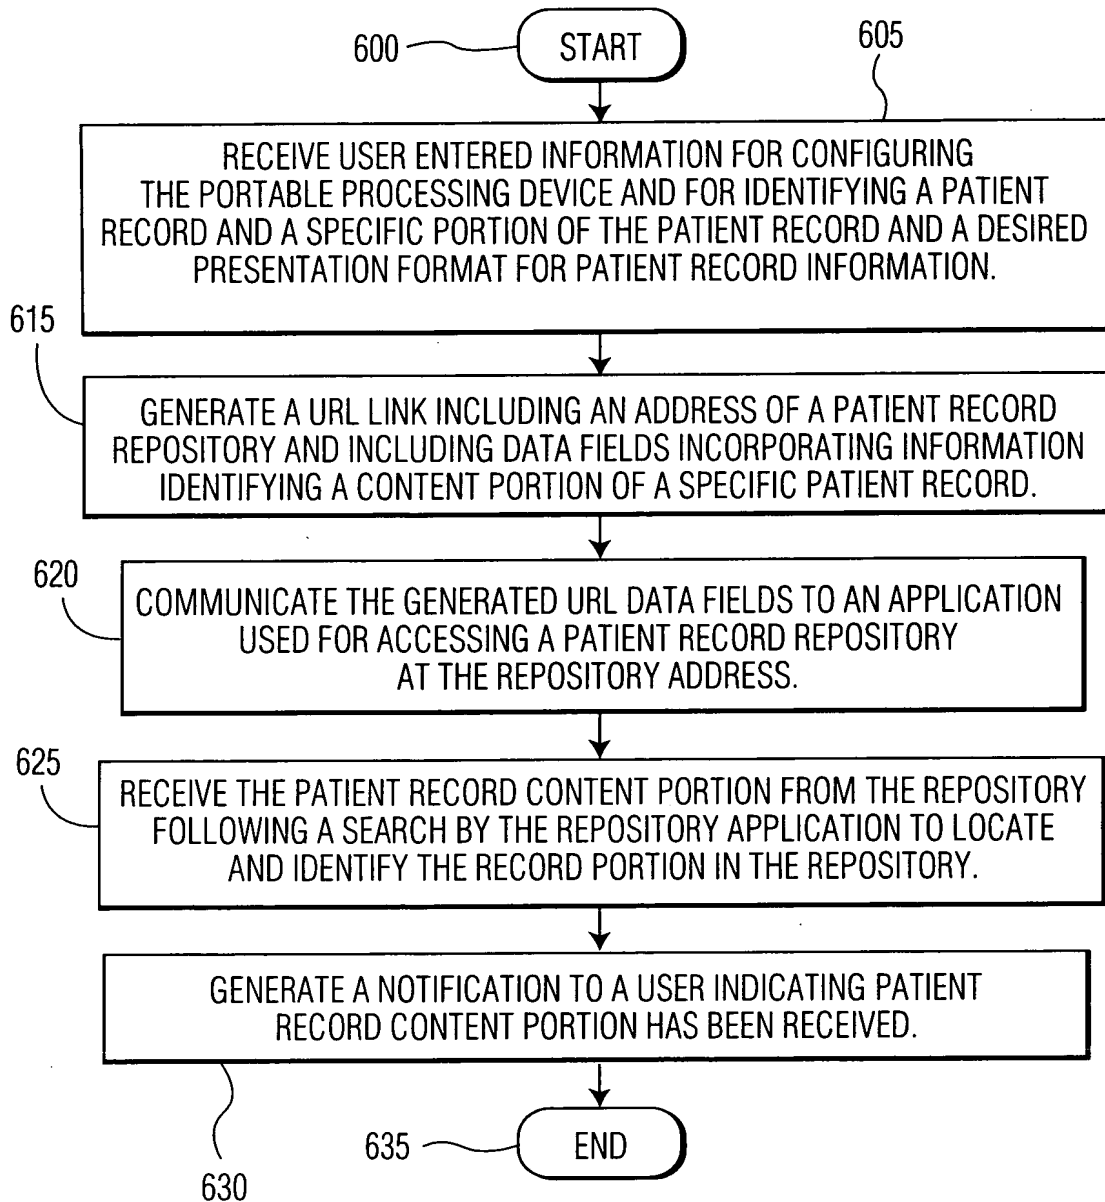 600
START
605
RECEIVE USER ENTERED INFORMATION FOR CONFIGURING
THE PORTABLE PROCESSING DEVICE AND FOR IDENTIFYING A PATIENT
RECORD AND A SPECIFIC PORTION OF THE PATIENT RECORD AND A DESIRED
PRESENTATION FORMAT FOR PATIENT RECORD INFORMATION.
615
GENERATE A URL LINK INCLUDING AN ADDRESS OF A PATIENT RECORD
REPOSITORY AND INCLUDING DATA FIELDS INCORPORATING INFORMATION
IDENTIFYING A CONTENT PORTION OF A SPECIFIC PATIENT RECORD.
620
COMMUNICATE THE GENERATED URL DATA FIELDS TO AN APPLICATION
USED FOR ACCESSING A PATIENT RECORD REPOSITORY
AT THE REPOSITORY ADDRESS.
625
RECEIVE THE PATIENT RECORD CONTENT PORTION FROM THE REPOSITORY
FOLLOWING A SEARCH BY THE REPOSITORY APPLICATION TO LOCATE
AND IDENTIFY THE RECORD PORTION IN THE REPOSITORY.
GENERATE A NOTIFICATION TO A USER INDICATING PATIENT
RECORD CONTENT PORTION HAS BEEN RECEIVED.
630
635
END